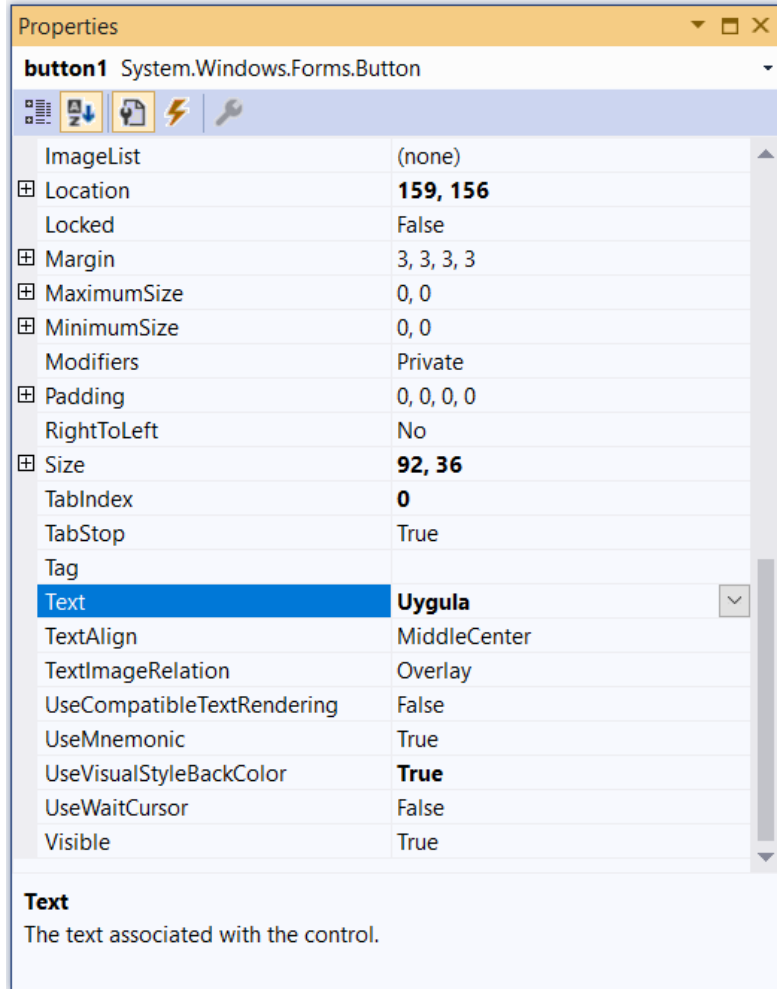 Properties
button1 System.Windows.Forms.Button
ImageList (none)
Location 159, 156
Locked False
Margin 3, 3, 3, 3
MaximumSize 0, 0
MinimumSize 0, 0
Modifiers Private
Padding 0, 0, 0, 0
RightToLeft No
Size 92, 36
TabIndex 0
TabStop True
Tag
Text Uygula
TextAlign MiddleCenter
TextImageRelation Overlay
UseCompatibleTextRendering False
UseMnemonic True
UseVisualStyleBackColor True
UseWaitCursor False
Visible True
Text
The text associated with the control.